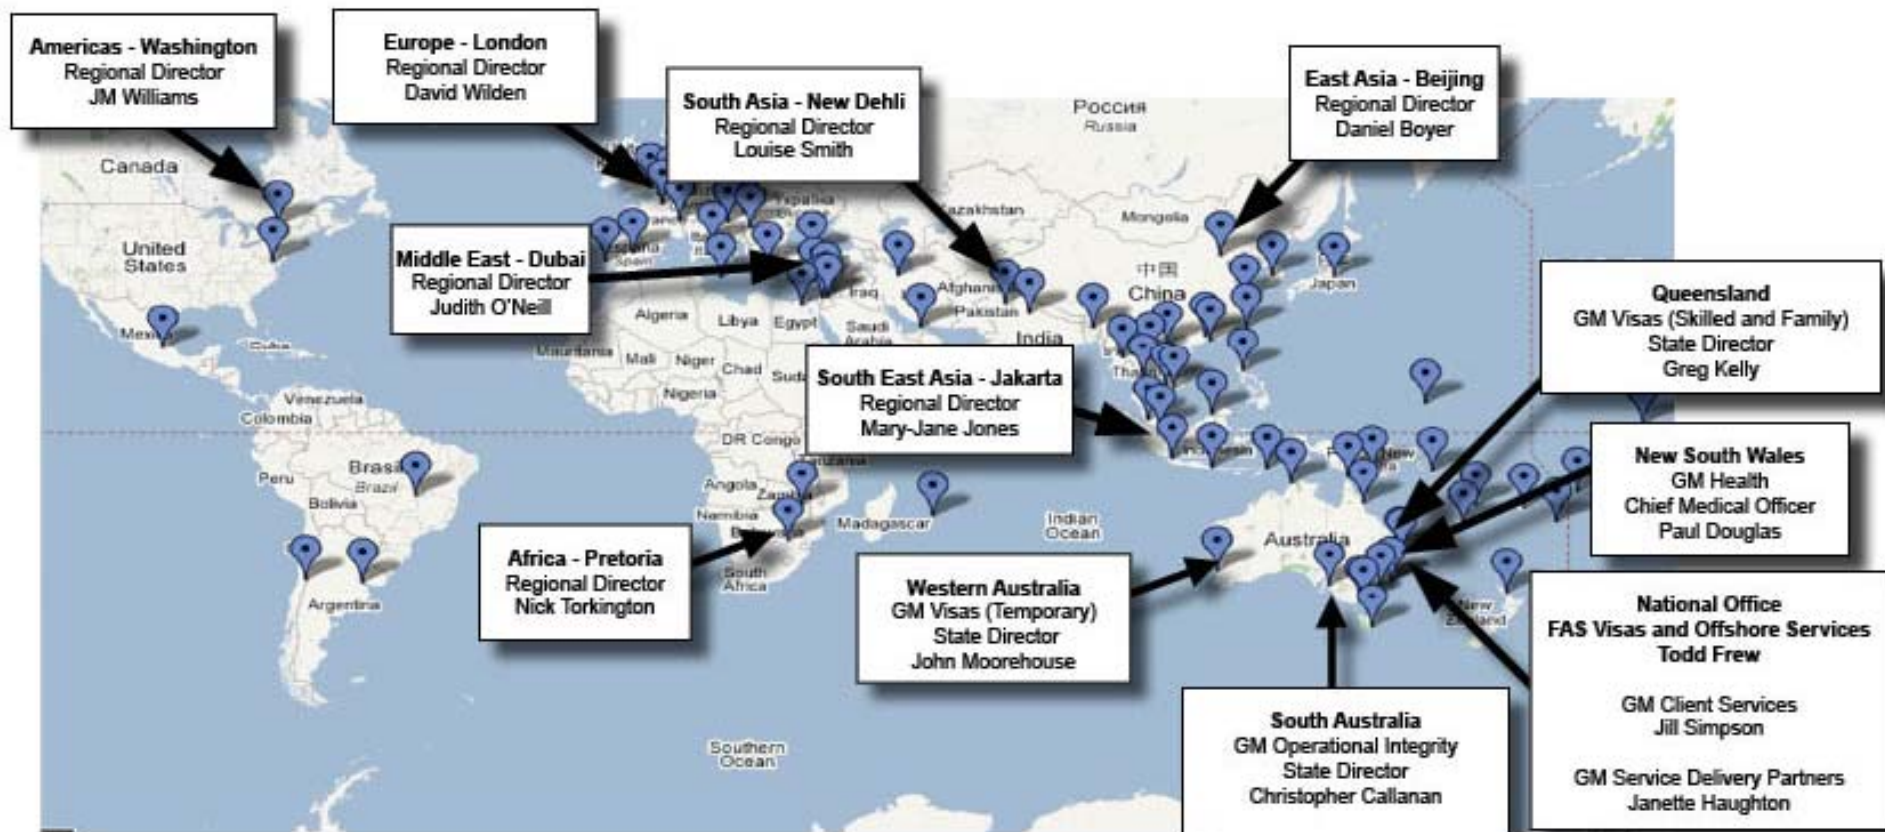 Americas - Washington
Regional Director
JM Williams
Europe - London
Regional Director
David Wilden
South Asia - New Dehli
Regional Director
Louise Smith
East Asia - Beijing
Regional Director
Daniel Boyer
Middle East - Dubai
Regional Director
Judith O'Neill
South East Asia - Jakarta
Regional Director
Mary-Jane Jones
Africa - Pretoria
Regional Director
Nick Torkington
Western Australia
GM Visas (Temporary)
State Director
John Moorehouse
South Australia
GM Operational Integrity
State Director
Christopher Callanan
Queensland
GM Visas (Skilled and Family)
State Director
Greg Kelly
New South Wales
GM Health
Chief Medical Officer
Paul Douglas
National Office
FAS Visas and Offshore Services
Todd Frew
GM Client Services
Jill Simpson
GM Service Delivery Partners
Janette Haughton
Canada
United
States
Cuba
Venezuela
Colombia
Peru
Brazil
Bolivia
Argentina
Россия
Russia
Mongolia
中国
China
Japan
Spain
Iraq
Pakistan
India
Algeria
Libya
Egypt
Saudi
Arabia
Mauritania
Mali
Niger
Chad
Nigeria
DR Congo
Tanzania
Angola
Namibia
Madagascar
South
Africa
Indian
Ocean
Australia
Southern
Ocean